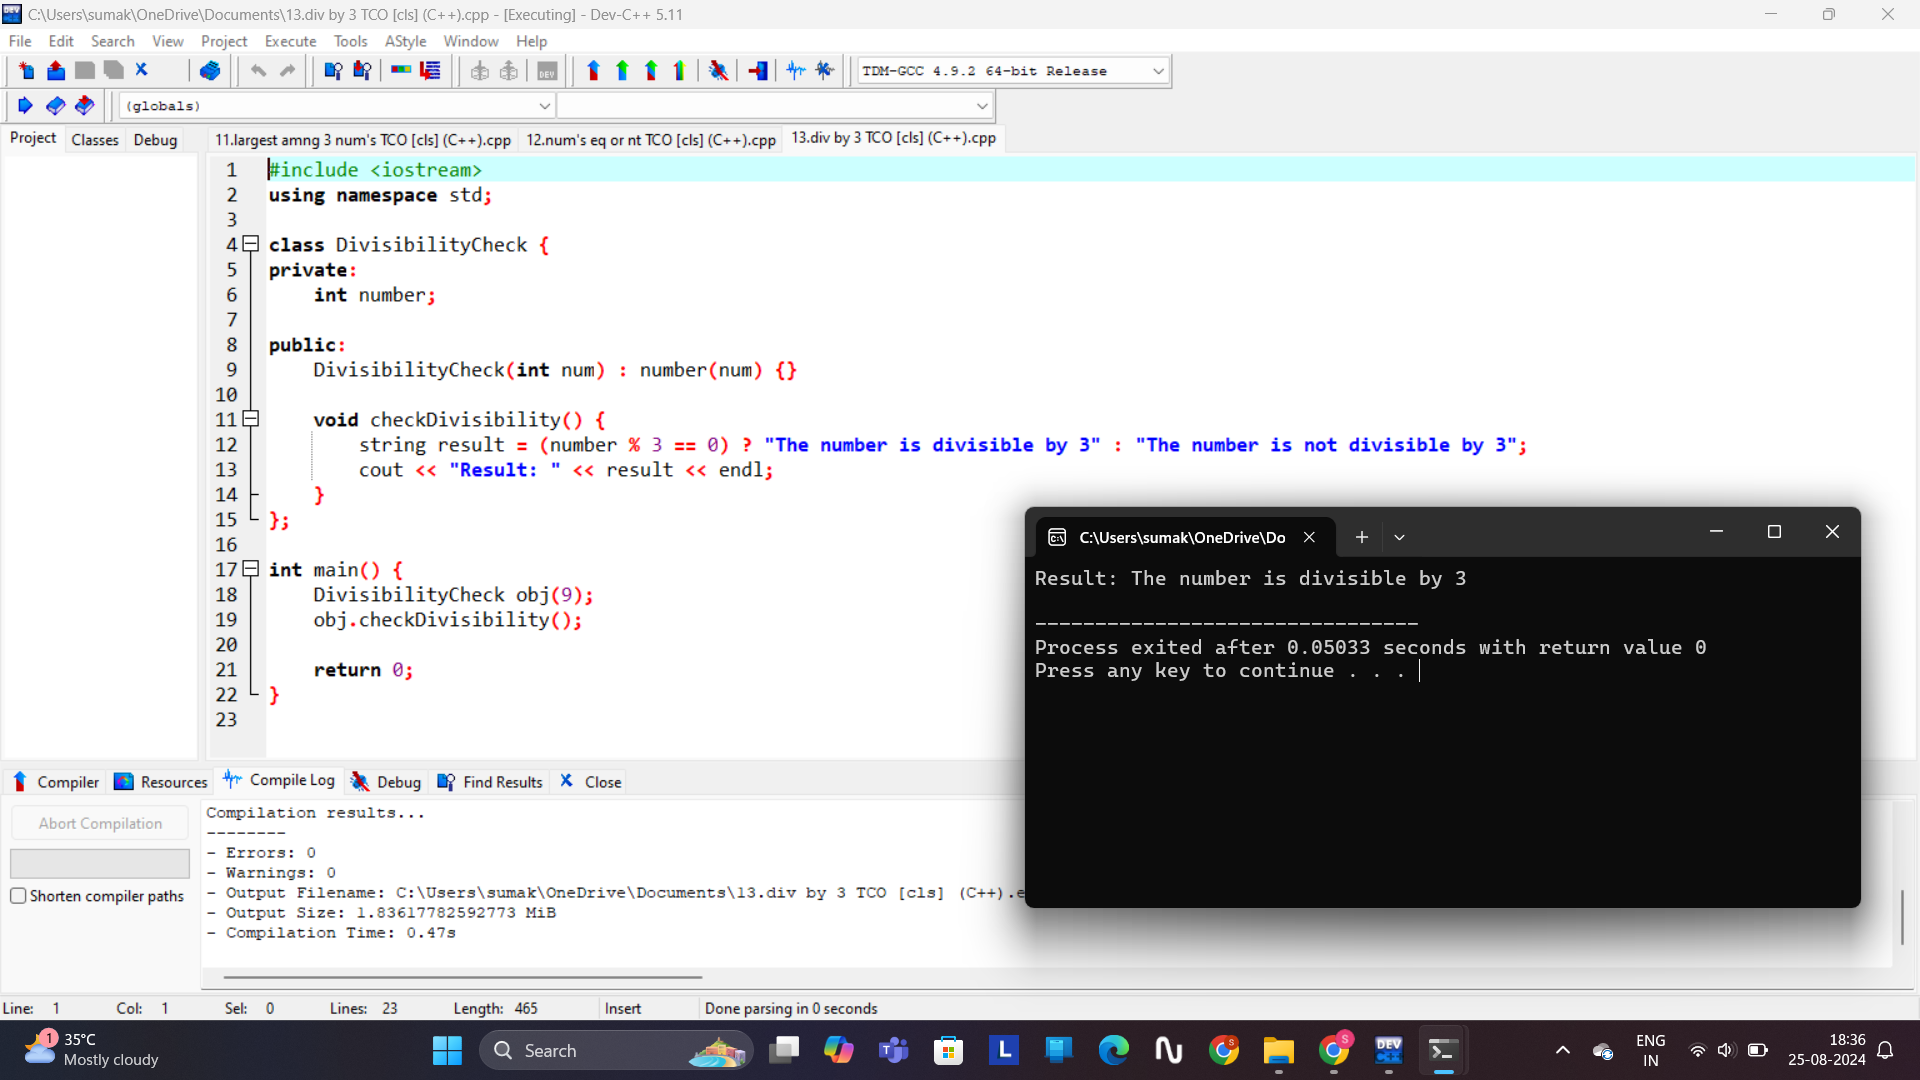 C:\Users\sumak\OneDrive\Documents\13.div by 3 TCO [cls] (C++).cpp - [Executing] - Dev-C++ 5.11
File Edit Search View Project Execute Tools AStyle Window Help
TDM-GCC 4.9.2 64-bit Release
(globals)
Project Classes Debug
11.largest amng 3 num's TCO [cls] (C++).cpp 12.num's eq or nt TCO [cls] (C++).cpp 13.div by 3 TCO [cls] (C++).cpp
1 #include <iostream>
2 using namespace std;
3
4 class DivisibilityCheck {
5 private:
6 int number;
7
8 public:
9 DivisibilityCheck(int num) : number(num) {}
10
11 void checkDivisibility() {
12 string result = (number % 3 == 0) ? "The number is divisible by 3" : "The number is not divisible by 3";
13 cout << "Result: " << result << endl;
14 }
15 };
16
17 int main() {
18 DivisibilityCheck obj(9);
19 obj.checkDivisibility();
20
21 return 0;
22 }
23
C:\Users\sumak\OneDrive\Do
Result: The number is divisible by 3
--------------------------------
Process exited after 0.05033 seconds with return value 0
Press any key to continue . . .
Compiler Resources Compile Log Debug Find Results Close
Abort Compilation
Shorten compiler paths
Compilation results...
--------
- Errors: 0
- Warnings: 0
- Output Filename: C:\Users\sumak\OneDrive\Documents\13.div by 3 TCO [cls] (C++).e
- Output Size: 1.83617782592773 MiB
- Compilation Time: 0.47s
Line: 1 Col: 1 Sel: 0 Lines: 23 Length: 465 Insert Done parsing in 0 seconds
1
35°C
Mostly cloudy
Search
ENG
IN
18:36
25-08-2024